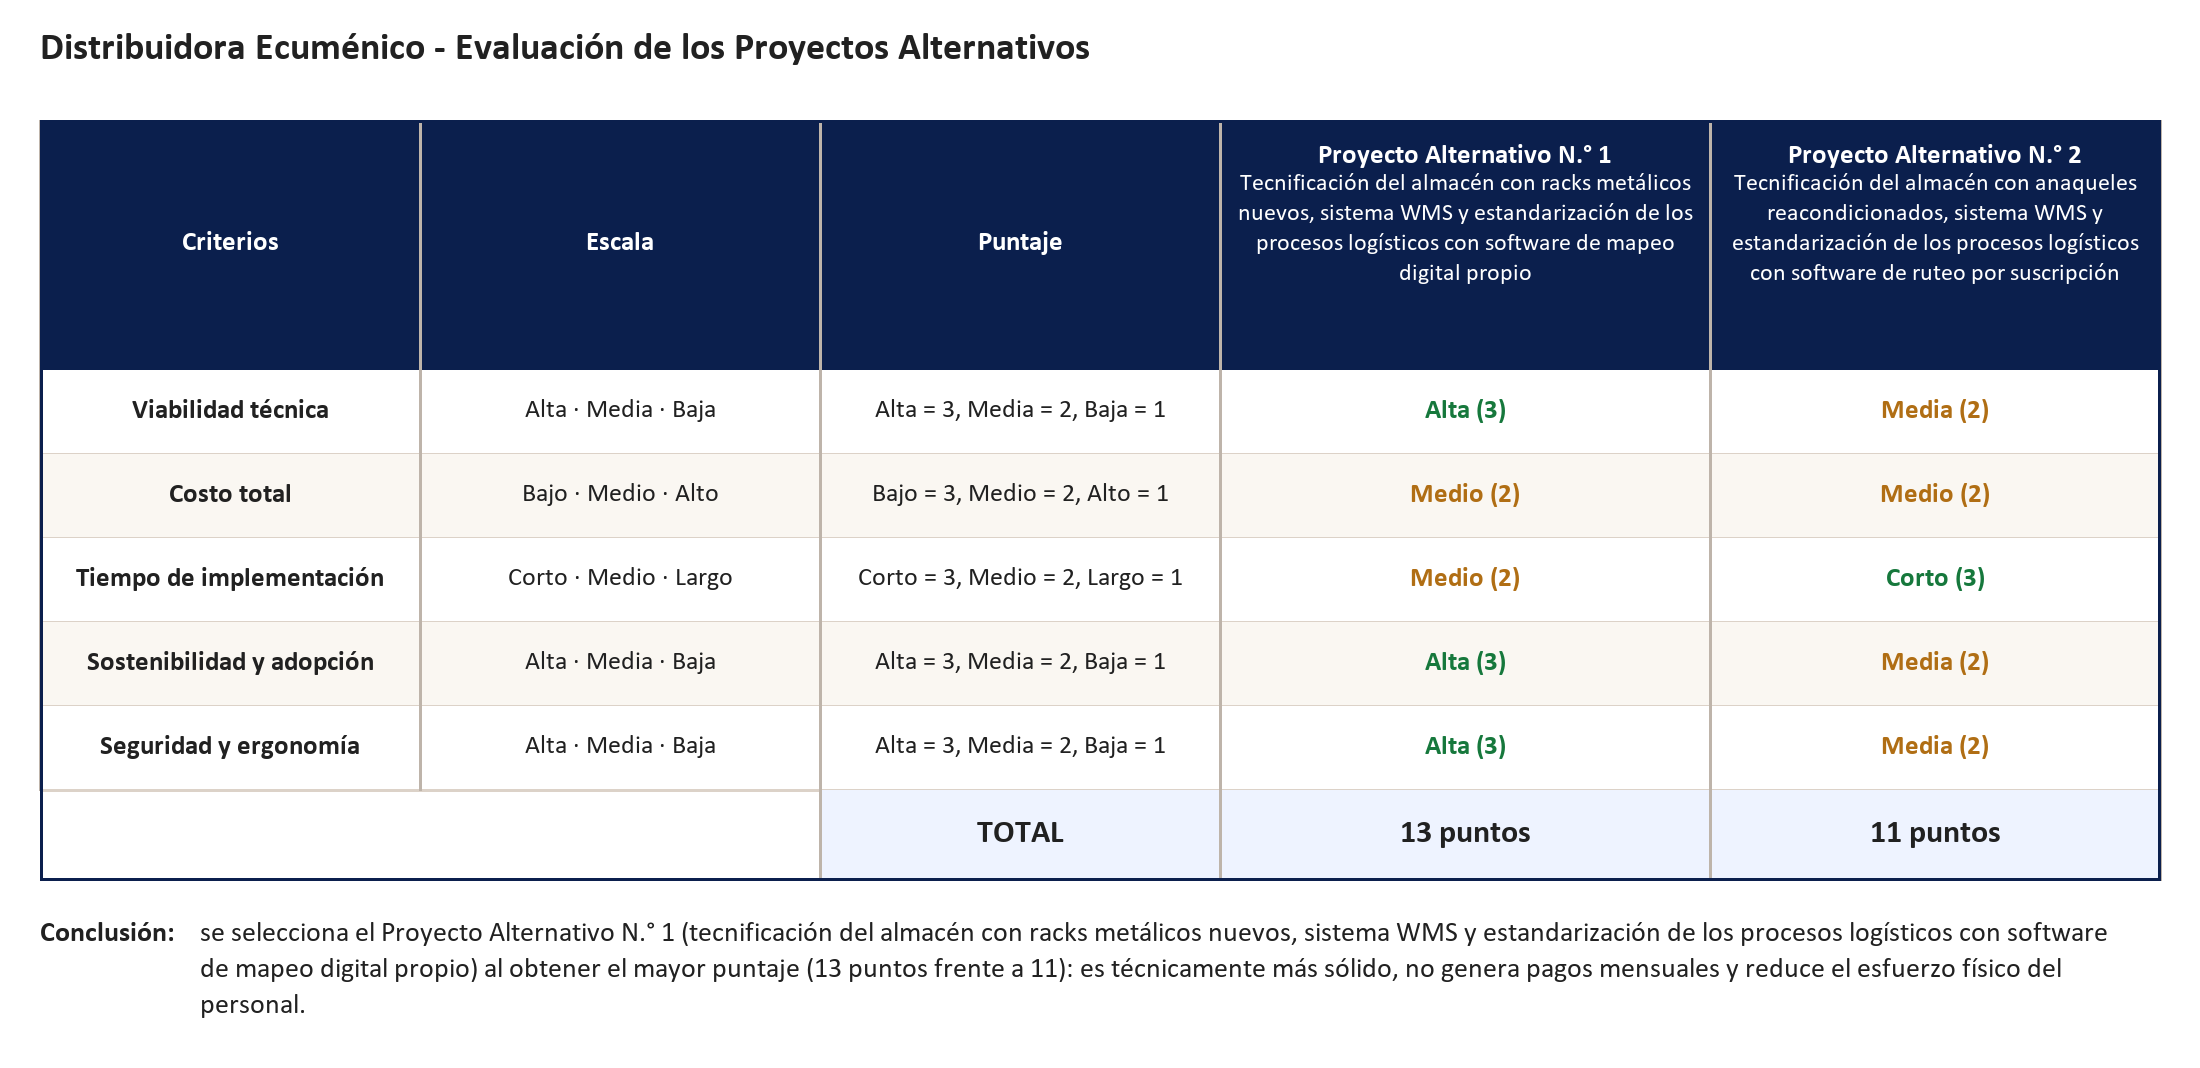 Distribuidora Ecuménico - Evaluación de los Proyectos Alternativos
Criterios
Escala
Puntaje
Proyecto Alternativo N.° 1
Tecnificación del almacén con racks metálicos
nuevos, sistema WMS y estandarización de los
procesos logísticos con software de mapeo
digital propio
Proyecto Alternativo N.° 2
Tecnificación del almacén con anaqueles
reacondicionados, sistema WMS y
estandarización de los procesos logísticos
con software de ruteo por suscripción
Viabilidad técnica
Alta · Media · Baja
Alta = 3, Media = 2, Baja = 1
Alta (3)
Media (2)
Costo total
Bajo · Medio · Alto
Bajo = 3, Medio = 2, Alto = 1
Medio (2)
Medio (2)
Tiempo de implementación
Corto · Medio · Largo
Corto = 3, Medio = 2, Largo = 1
Medio (2)
Corto (3)
Sostenibilidad y adopción
Alta · Media · Baja
Alta = 3, Media = 2, Baja = 1
Alta (3)
Media (2)
Seguridad y ergonomía
Alta · Media · Baja
Alta = 3, Media = 2, Baja = 1
Alta (3)
Media (2)
TOTAL
13 puntos
11 puntos
Conclusión: se selecciona el Proyecto Alternativo N.° 1 (tecnificación del almacén con racks metálicos nuevos, sistema WMS y estandarización de los procesos logísticos con software
de mapeo digital propio) al obtener el mayor puntaje (13 puntos frente a 11): es técnicamente más sólido, no genera pagos mensuales y reduce el esfuerzo físico del
personal.